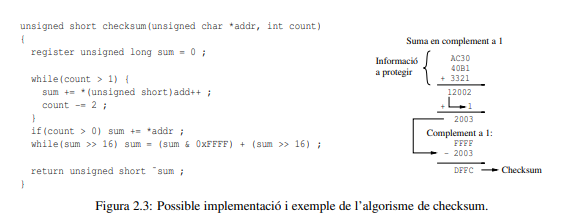 unsigned short checksum(unsigned char *addr, int count)
{
register unsigned long sum = 0 ;
while(count > 1) {
sum += *(unsigned short)add++ ;
count -= 2 ;
}
if(count > 0) sum += *addr ;
while(sum >> 16) sum = (sum & 0xFFFF) + (sum >> 16) ;
return unsigned short ~sum ;
}
Suma en complement a 1
Informació
a protegir
AC30
40B1
+ 3321
12002
+ 1
2003
Complement a 1:
FFFF
- 2003
DFFC
Checksum
Figura 2.3: Possible implementació i exemple de l'algorisme de checksum.